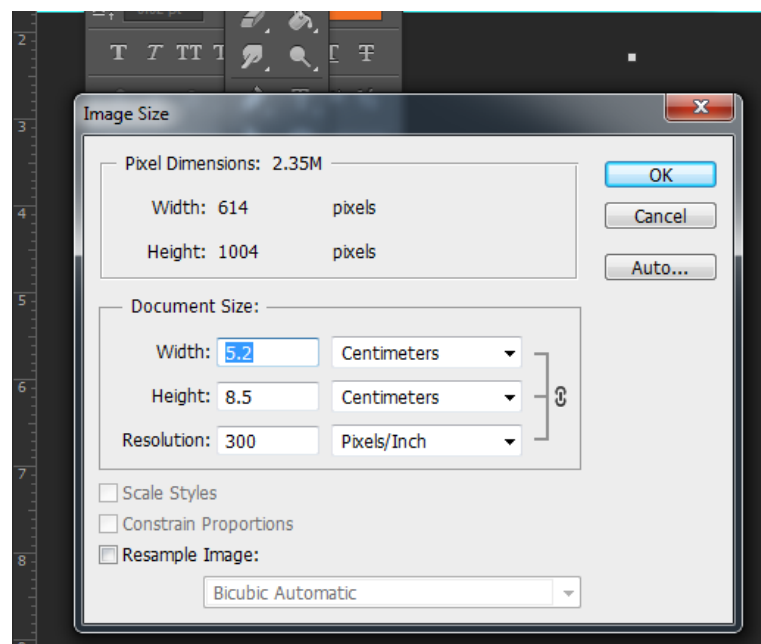 2
T T TT
3
Image Size
Pixel Dimensions: 2.35M
OK
Width: 614 pixels
Cancel
4
Height: 1004 pixels
Auto...
5
Document Size:
Width: 5.2 Centimeters
6
Height: 8.5 Centimeters
Resolution: 300 Pixels/Inch
7
Scale Styles
Constrain Proportions
Resample Image:
8
Bicubic Automatic